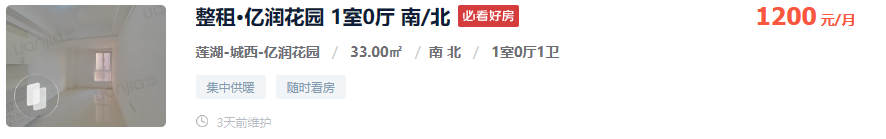 整租·亿润花园 1室0厅 南/北 必看好房
1200 元/月
莲湖-城西-亿润花园 / 33.00㎡ / 南 北 / 1室0厅1卫
集中供暖 随时看房
3天前维护